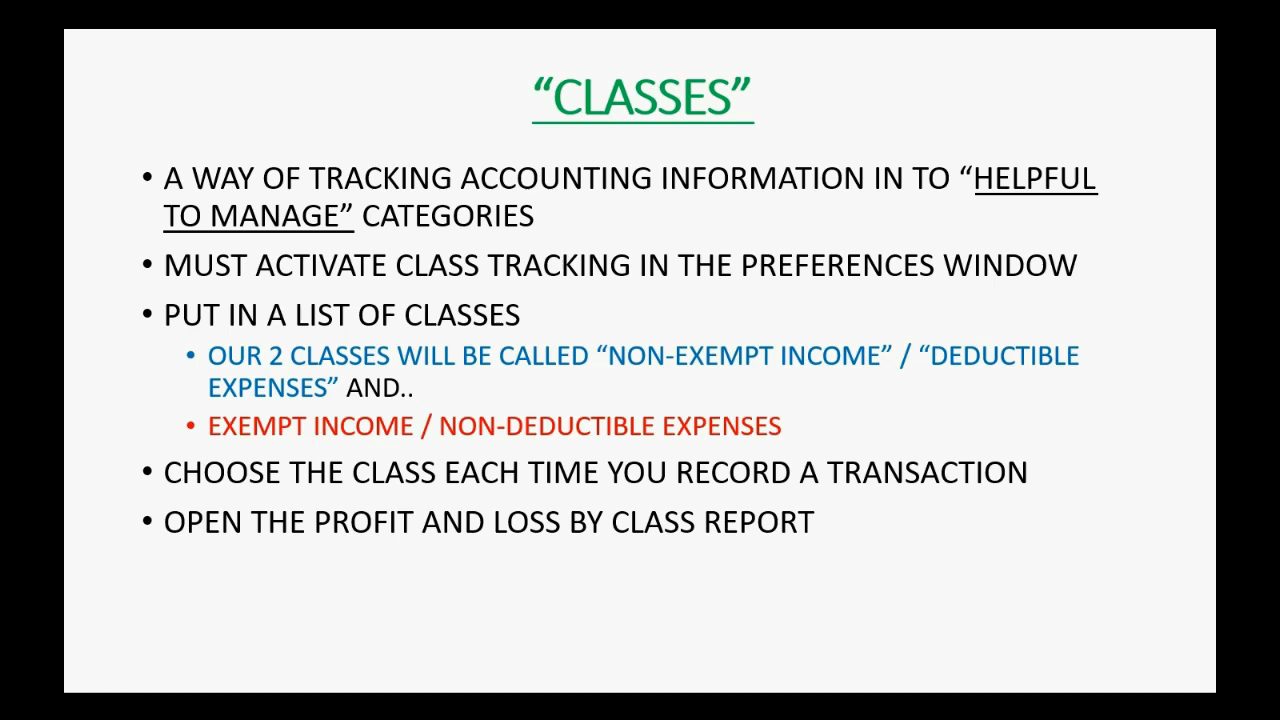 “CLASSES”
• A WAY OF TRACKING ACCOUNTING INFORMATION IN TO “HELPFUL
TO MANAGE” CATEGORIES
• MUST ACTIVATE CLASS TRACKING IN THE PREFERENCES WINDOW
• PUT IN A LIST OF CLASSES
• OUR 2 CLASSES WILL BE CALLED “NON-EXEMPT INCOME” / “DEDUCTIBLE
EXPENSES” AND..
• EXEMPT INCOME / NON-DEDUCTIBLE EXPENSES
• CHOOSE THE CLASS EACH TIME YOU RECORD A TRANSACTION
• OPEN THE PROFIT AND LOSS BY CLASS REPORT